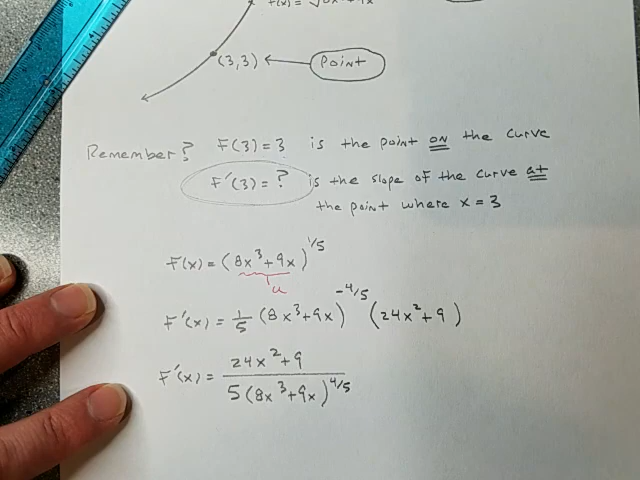 (3,3) ← Point
Remember? F(3)=3 is the point on the curve
F'(3)=? is the slope of the curve at
the point where x=3
F(x) = (8x³+9x)^1/5
u
F'(x) = 1/5 (8x³+9x)^-4/5 (24x²+9)
F'(x) = 24x²+9 / 5(8x³+9x)^4/5